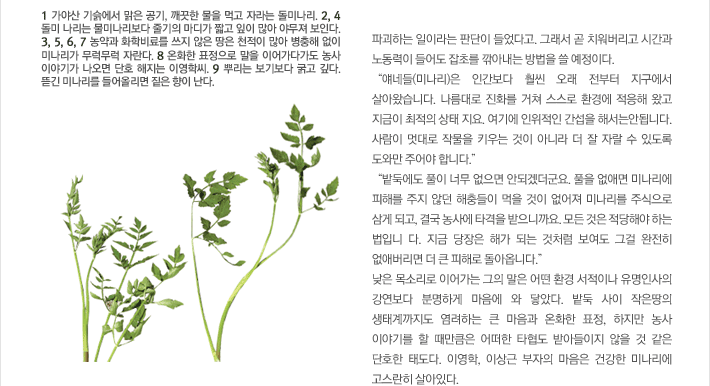 1 가야산 기슭에서 맑은 공기, 깨끗한 물을 먹고 자라는 돌미나리. 2, 4
돌미 나리는 물미나리보다 줄기의 마디가 짧고 잎이 많아 야무져 보인다.
3, 5, 6, 7 농약과 화학비료를 쓰지 않은 땅은 천적이 많아 병충해 없이
미나리가 무럭무럭 자란다. 8 온화한 표정으로 말을 이어가다가도 농사
이야기가 나오면 단호 해지는 이영학씨. 9 뿌리는 보기보다 굵고 깊다.
뜯긴 미나리를 들어올리면 짙은 향이 난다.
파괴하는 일이라는 판단이 들었다고. 그래서 곧 치워버리고 시간과
노동력이 들어도 잡초를 깎아내는 방법을 쓸 예정이다.
“얘네들(미나리)은 인간보다 훨씬 오래 전부터 지구에서
살아왔습니다. 나름대로 진화를 거쳐 스스로 환경에 적응해 왔고
지금이 최적의 상태 지요. 여기에 인위적인 간섭을 해서는안됩니다.
사람이 멋대로 작물을 키우는 것이 아니라 더 잘 자랄 수 있도록
도와만 주어야 합니다.”
“밭둑에도 풀이 너무 없으면 안되겠더군요. 풀을 없애면 미나리에
피해를 주지 않던 해충들이 먹을 것이 없어져 미나리를 주식으로
삼게 되고, 결국 농사에 타격을 받으니까요. 모든 것은 적당해야 하는
법입니 다. 지금 당장은 해가 되는 것처럼 보여도 그걸 완전히
없애버리면 더 큰 피해로 돌아옵니다.”
낮은 목소리로 이어가는 그의 말은 어떤 환경 서적이나 유명인사의
강연보다 분명하게 마음에 와 닿았다. 밭둑 사이 작은땅의
생태계까지도 염려하는 큰 마음과 온화한 표정, 하지만 농사
이야기를 할 때만큼은 어떠한 타협도 받아들이지 않을 것 같은
단호한 태도다. 이영학, 이상근 부자의 마음은 건강한 미나리에
고스란히 살아있다.